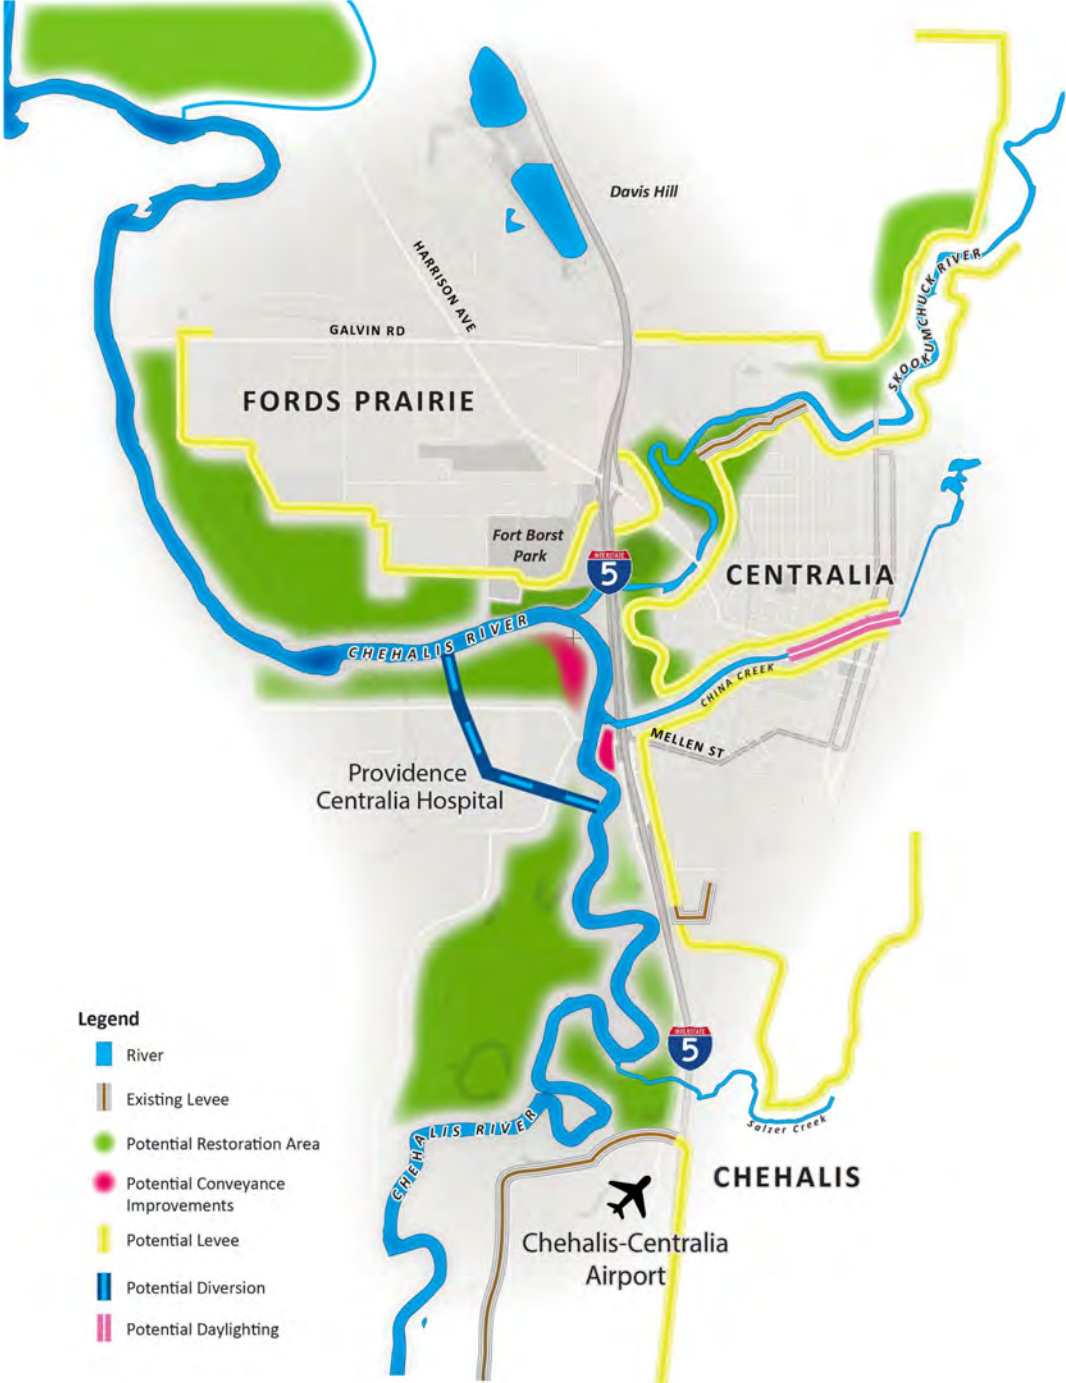 Davis Hill
HARRISON AVE
SKOOKUMCHUCK RIVER
GALVIN RD
FORDS PRAIRIE
Fort Borst
Park
INTERSTATE
5
CENTRALIA
CHEHALIS RIVER
CHINA CREEK
MELLEN ST
Providence
Centralia Hospital
Legend
River
Existing Levee
Potential Restoration Area
Potential Conveyance
Improvements
Potential Levee
Potential Diversion
Potential Daylighting
INTERSTATE
5
Salzer Creek
CHEHALIS RIVER
CHEHALIS
Chehalis-Centralia
Airport